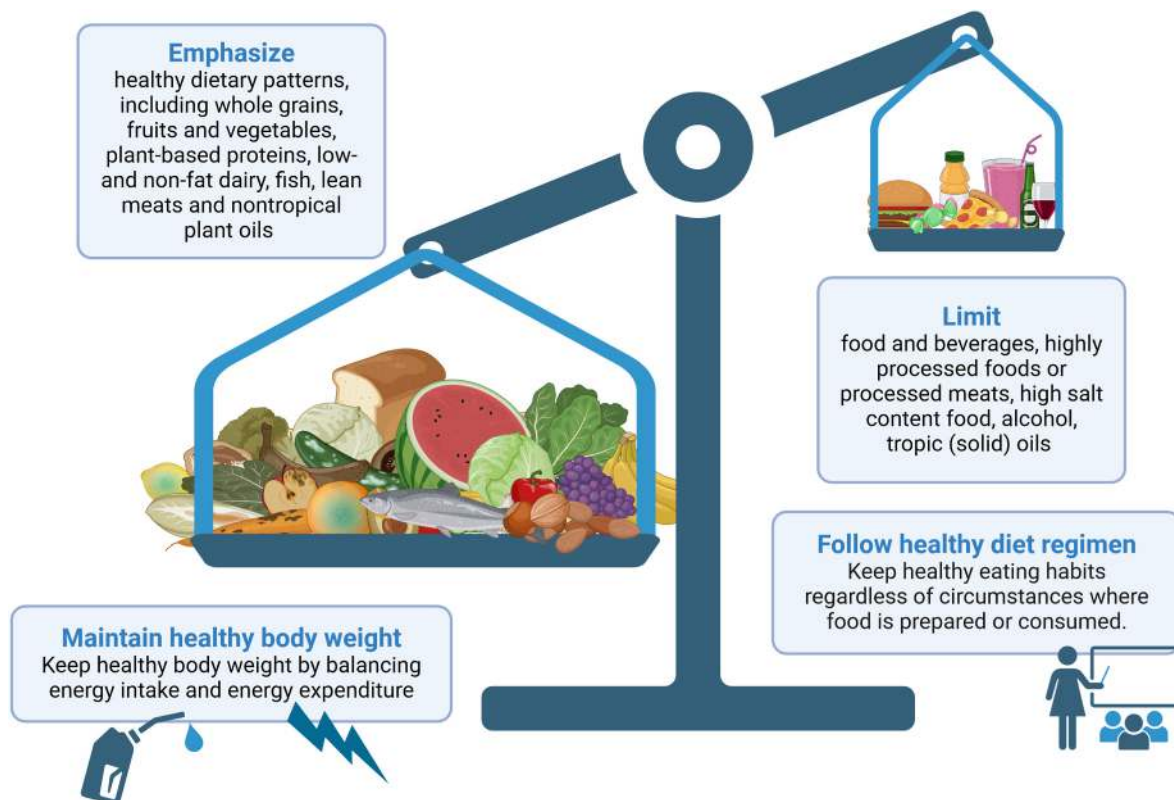 Emphasize
healthy dietary patterns,
including whole grains,
fruits and vegetables,
plant-based proteins, low-
and non-fat dairy, fish, lean
meats and nontropical
plant oils
Limit
food and beverages, highly
processed foods or
processed meats, high salt
content food, alcohol,
tropic (solid) oils
Follow healthy diet regimen
Keep healthy eating habits
regardless of circumstances where
food is prepared or consumed.
Maintain healthy body weight
Keep healthy body weight by balancing
energy intake and energy expenditure